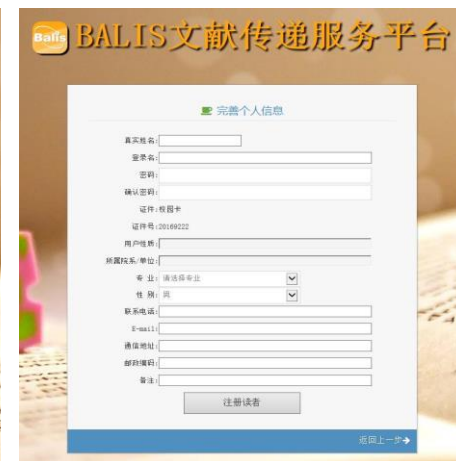 Balis BALIS文献传递服务平台
完善个人信息
真实姓名:
登录名:
密码:
确认密码:
证件:校园卡
证件号:20160222
用户性质:
所属院系/单位:
专 业: 请选择专业
性 别: 男
联系电话:
E-mail:
通信地址:
邮政编码:
备注:
注册读者
返回上一步